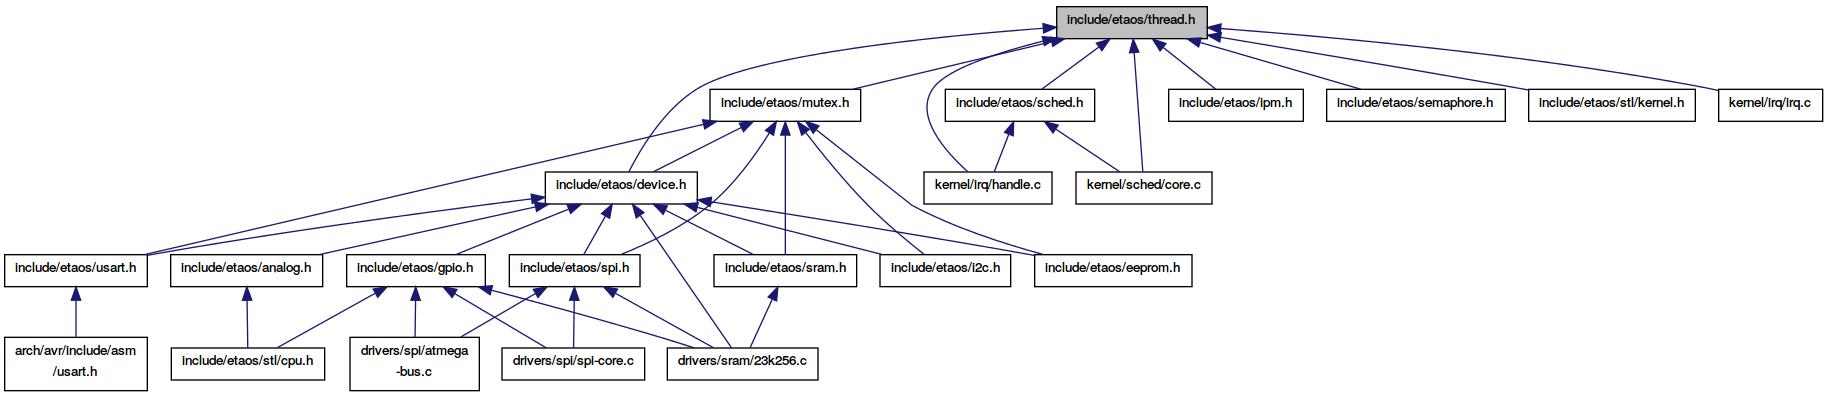 include/etaos/thread.h
include/etaos/mutex.h
include/etaos/sched.h
include/etaos/ipm.h
include/etaos/semaphore.h
include/etaos/stl/kernel.h
kernel/irq/irq.c
include/etaos/device.h
kernel/irq/handle.c
kernel/sched/core.c
include/etaos/usart.h
include/etaos/analog.h
include/etaos/gpio.h
include/etaos/spi.h
include/etaos/sram.h
include/etaos/i2c.h
include/etaos/eeprom.h
arch/avr/include/asm
/usart.h
include/etaos/stl/cpu.h
drivers/spi/atmega
-bus.c
drivers/spi/spi-core.c
drivers/sram/23k256.c